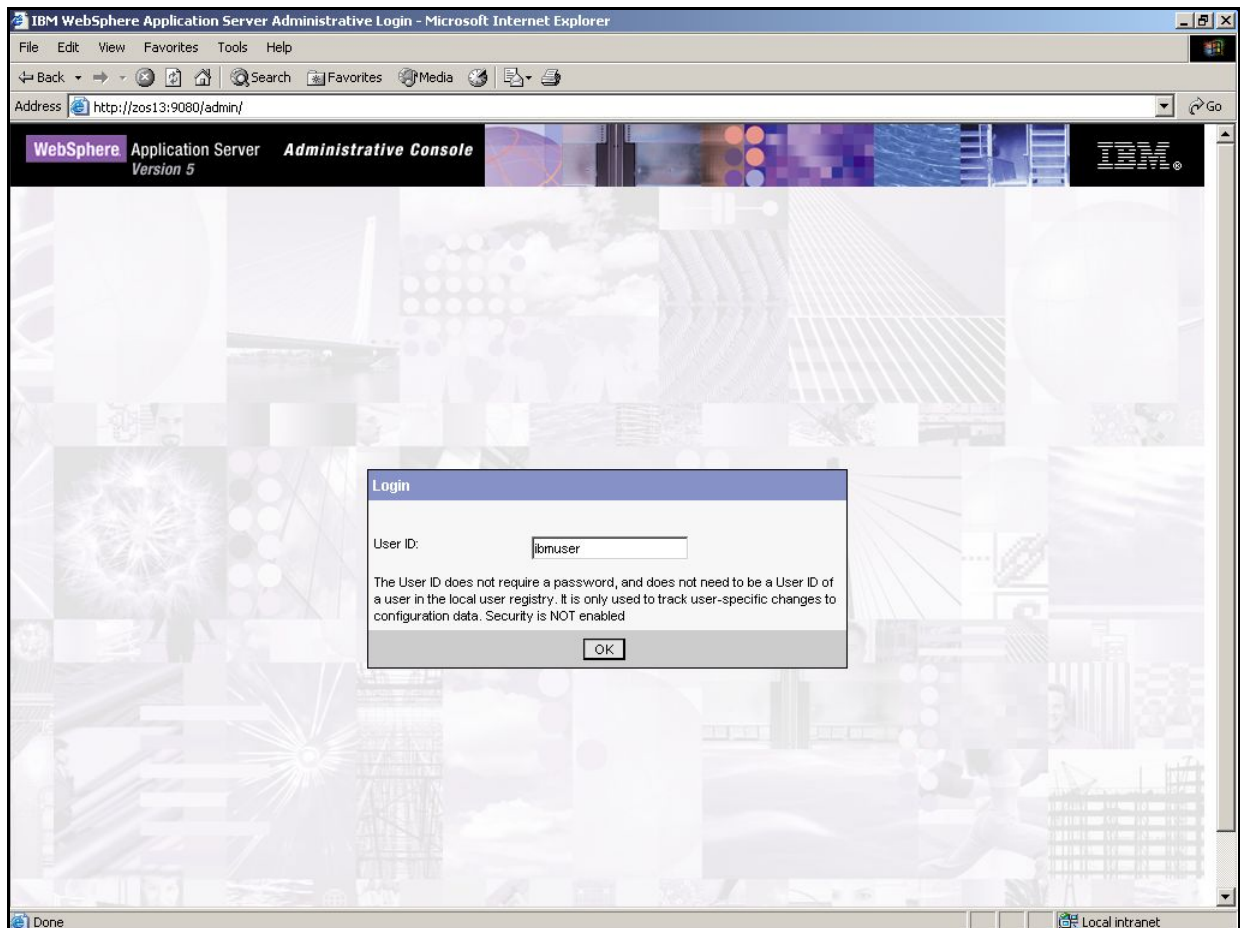 IBM WebSphere Application Server Administrative Login - Microsoft Internet Explorer
File Edit View Favorites Tools Help
Back Search Favorites Media
Address http://zos13:9080/admin/ Go
WebSphere Application Server Administrative Console
Version 5
IBM®
Login
User ID: ibmuser
The User ID does not require a password, and does not need to be a User ID of
a user in the local user registry. It is only used to track user-specific changes to
configuration data. Security is NOT enabled
OK
Done Local intranet